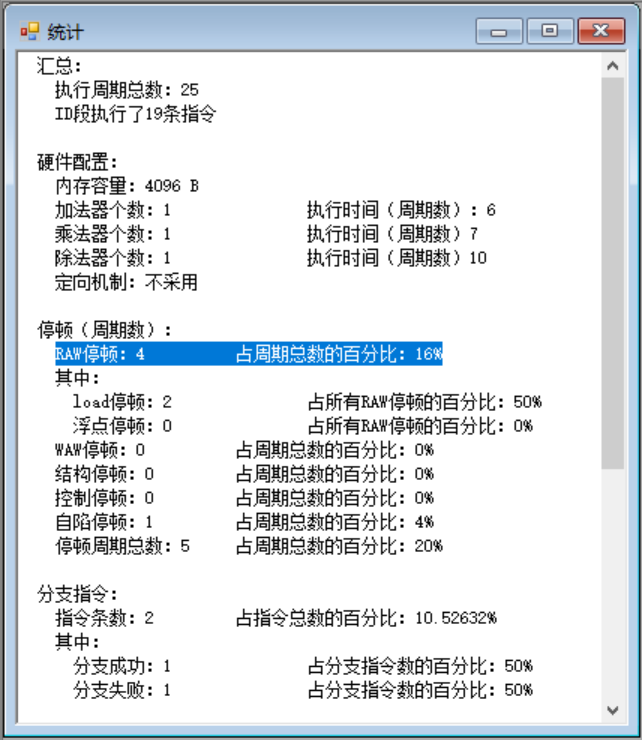 统计
汇总:
执行周期总数: 25
ID段执行了19条指令
硬件配置:
内存容量: 4096 B
加法器个数: 1 执行时间（周期数）: 6
乘法器个数: 1 执行时间（周期数）7
除法器个数: 1 执行时间（周期数）10
定向机制: 不采用
停顿（周期数）:
RAW停顿: 4 占周期总数的百分比: 16%
其中:
load停顿: 2 占所有RAW停顿的百分比: 50%
浮点停顿: 0 占所有RAW停顿的百分比: 0%
WAW停顿: 0 占周期总数的百分比: 0%
结构停顿: 0 占周期总数的百分比: 0%
控制停顿: 0 占周期总数的百分比: 0%
自陷停顿: 1 占周期总数的百分比: 4%
停顿周期总数: 5 占周期总数的百分比: 20%
分支指令:
指令条数: 2 占指令总数的百分比: 10.52632%
其中:
分支成功: 1 占分支指令数的百分比: 50%
分支失败: 1 占分支指令数的百分比: 50%